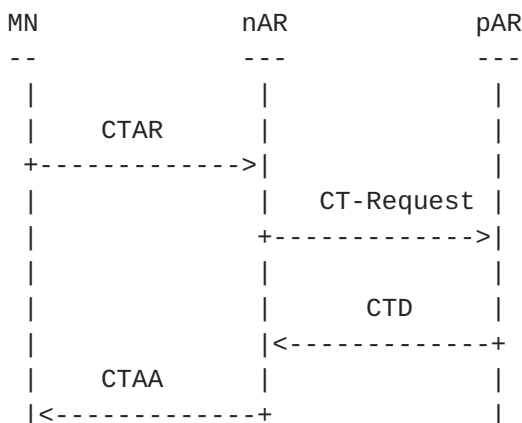 MN nAR pAR
-- --- ---
CTAR
CT-Request
CTD
CTAA